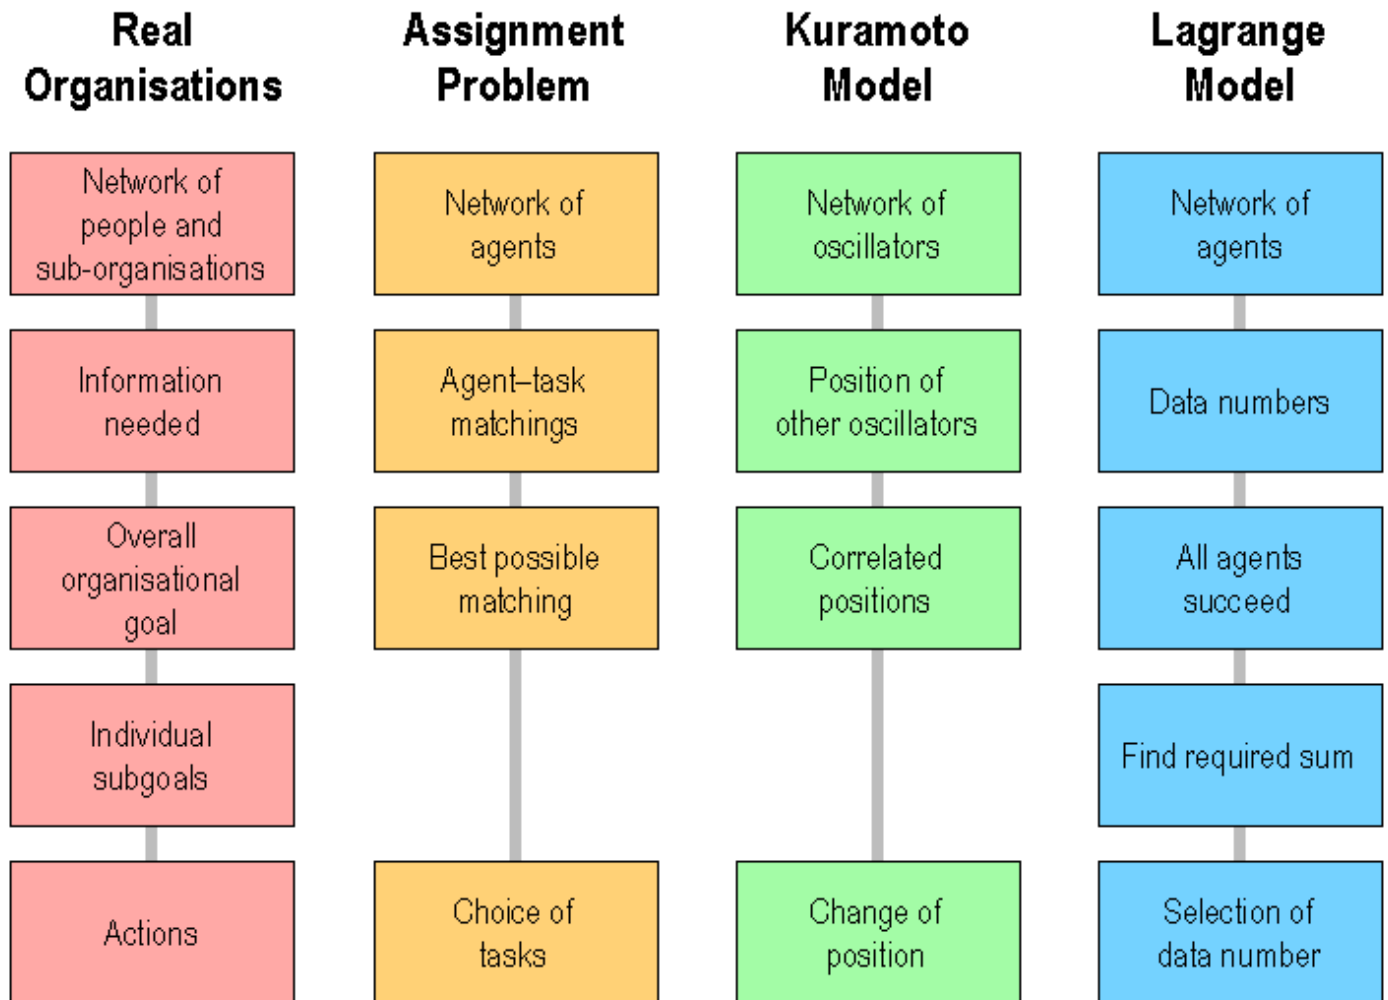 Real
Organisations
Assignment
Problem
Kuramoto
Model
Lagrange
Model
Network of
people and
sub-organisations
Network of
agents
Network of
oscillators
Network of
agents
Information
needed
Agent–task
matchings
Position of
other oscillators
Data numbers
Overall
organisational
goal
Best possible
matching
Correlated
positions
All agents
succeed
Individual
subgoals
Find required sum
Actions
Choice of
tasks
Change of
position
Selection of
data number